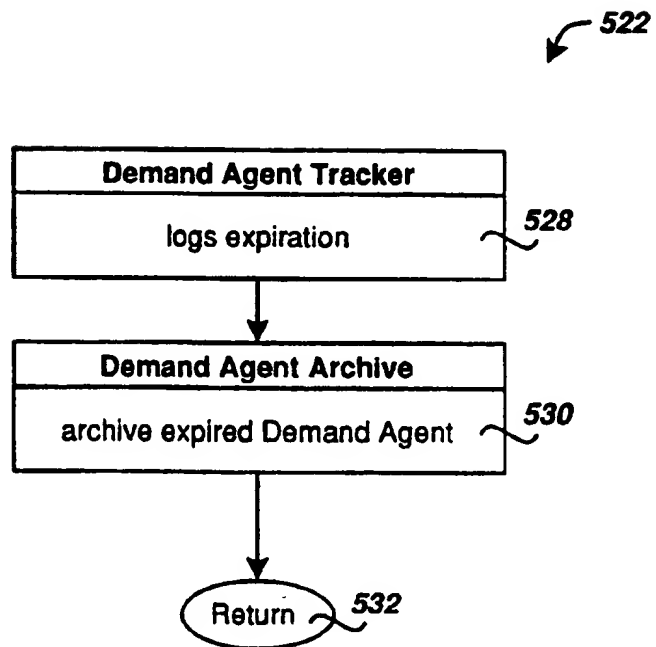 522
Demand Agent Tracker
logs expiration
528
Demand Agent Archive
archive expired Demand Agent
530
Return
532